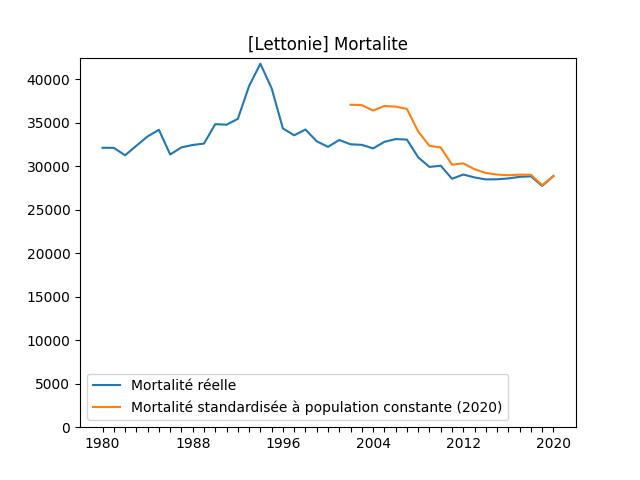 [Lettonie] Mortalite
40000
35000
30000
25000
20000
15000
10000
5000
0
Mortalité réelle
Mortalité standardisée à population constante (2020)
1980 1988 1996 2004 2012 2020